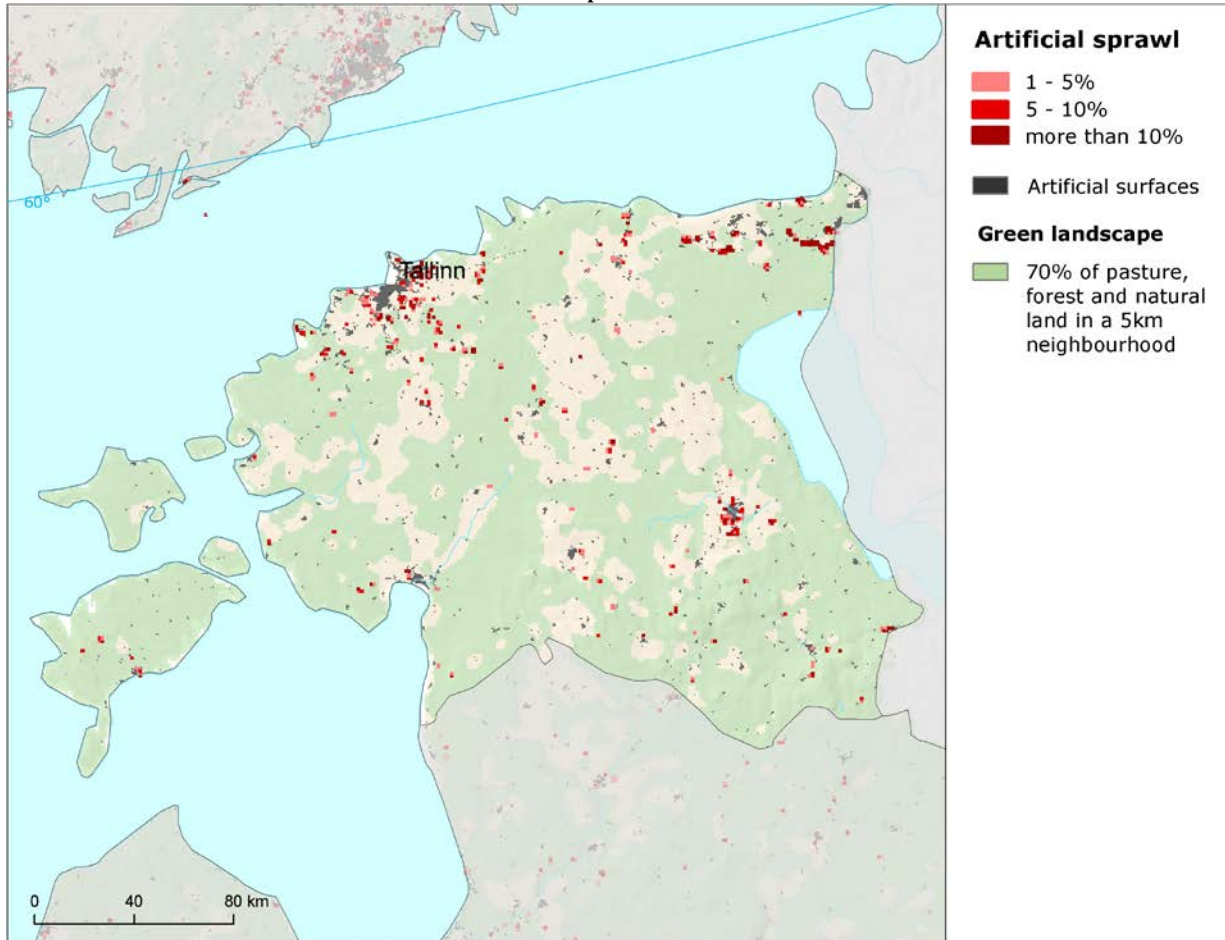 60°
Tallinn
0 40 80 km
Artificial sprawl
1 - 5%
5 - 10%
more than 10%
Artificial surfaces
Green landscape
70% of pasture,
forest and natural
land in a 5km
neighbourhood